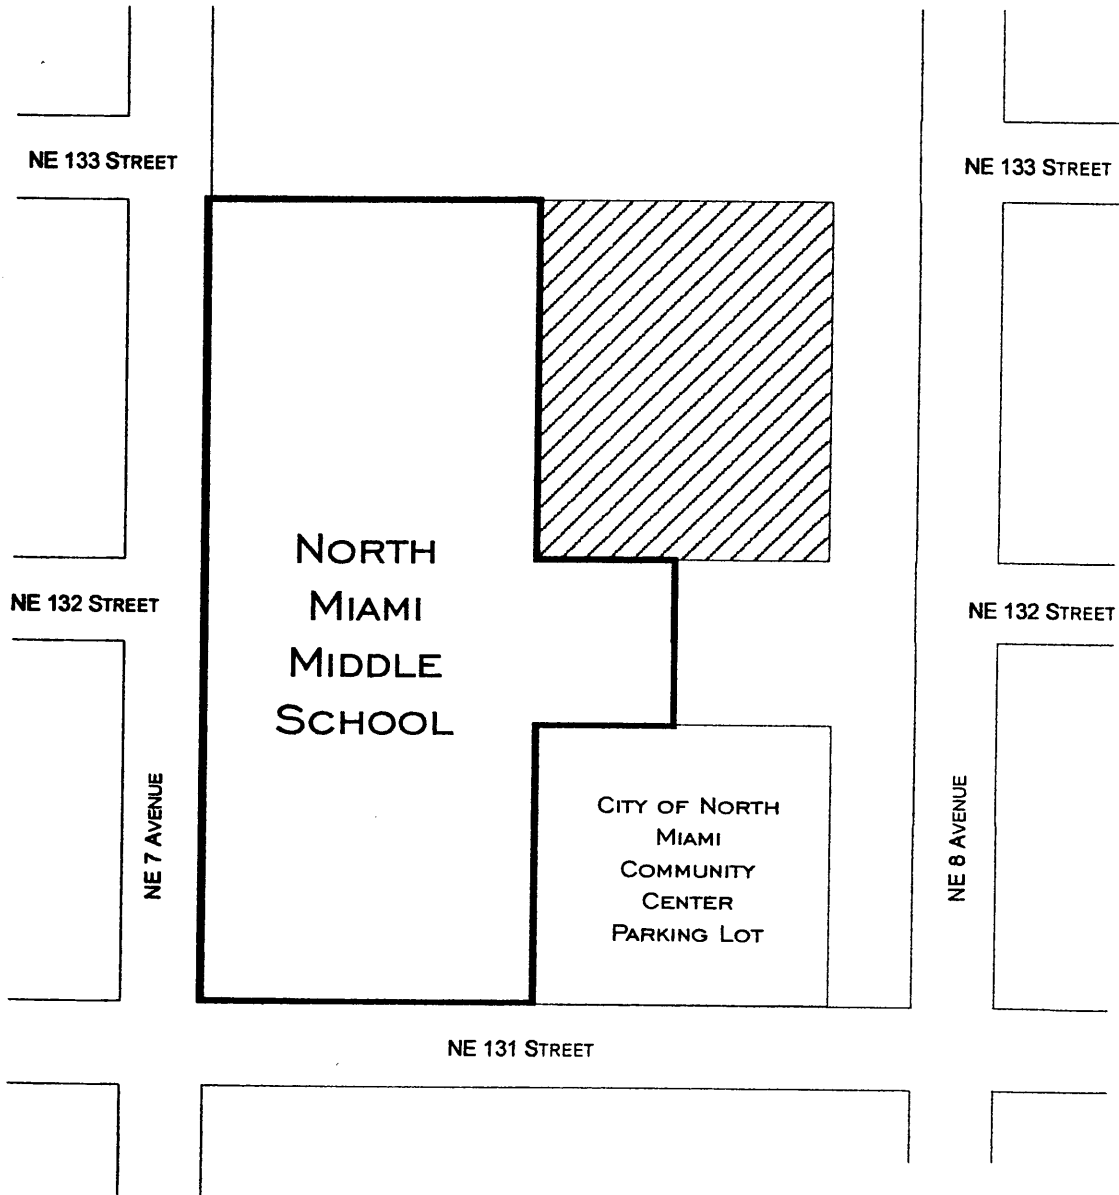 NE 133 STREET
NE 133 STREET
NORTH
MIAMI
MIDDLE
SCHOOL
NE 132 STREET
NE 132 STREET
NE 7 AVENUE
CITY OF NORTH
MIAMI
COMMUNITY
CENTER
PARKING LOT
NE 8 AVENUE
NE 131 STREET